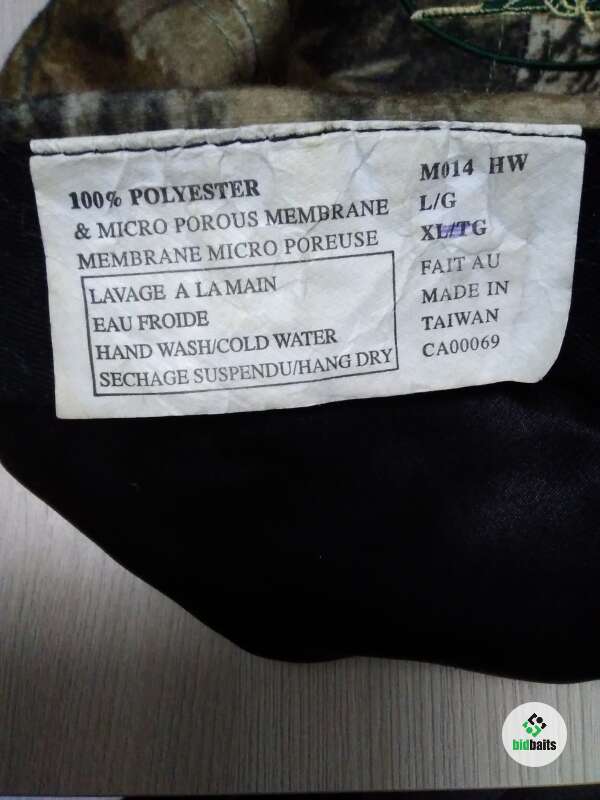 100% POLYESTER
& MICRO POROUS MEMBRANE
MEMBRANE MICRO POREUSE
LAVAGE A LA MAIN
EAU FROIDE
HAND WASH/COLD WATER
SECHAGE SUSPENDU/HANG DRY
M014 HW
L/G
XL/TG
FAIT AU
MADE IN
TAIWAN
CA00069
bidbaits